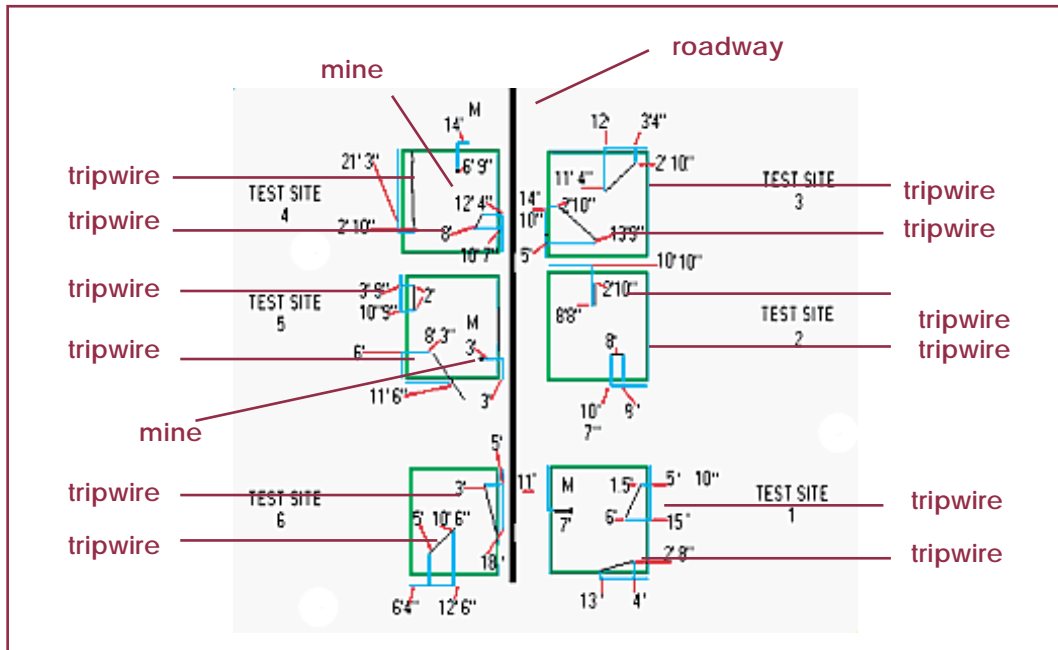 roadway
mine
M
14'
12'
3'4"
21' 3"
6' 9"
2' 10"
tripwire
TEST SITE
4
11' 4"
TEST SITE
3
tripwire
12' 4"
14"
10"
tripwire
2' 10"
8'
13'9"
tripwire
10' 7"
5'
10' 10"
tripwire
3' 9"
2'
2'10"
TEST SITE
5
10' 9"
8'8"
TEST SITE
2
M
tripwire
6'
8' 3"
3'
8'
tripwire
tripwire
11' 6"
3'
10'
7"
mine
5'
tripwire
3'
11"
M
1.5'
5' 10"
TEST SITE
6
TEST SITE
1
tripwire
5'
10' 6"
7'
6"
15"
tripwire
18'
2' 8"
tripwire
6'4"
12' 6"
13'
4'